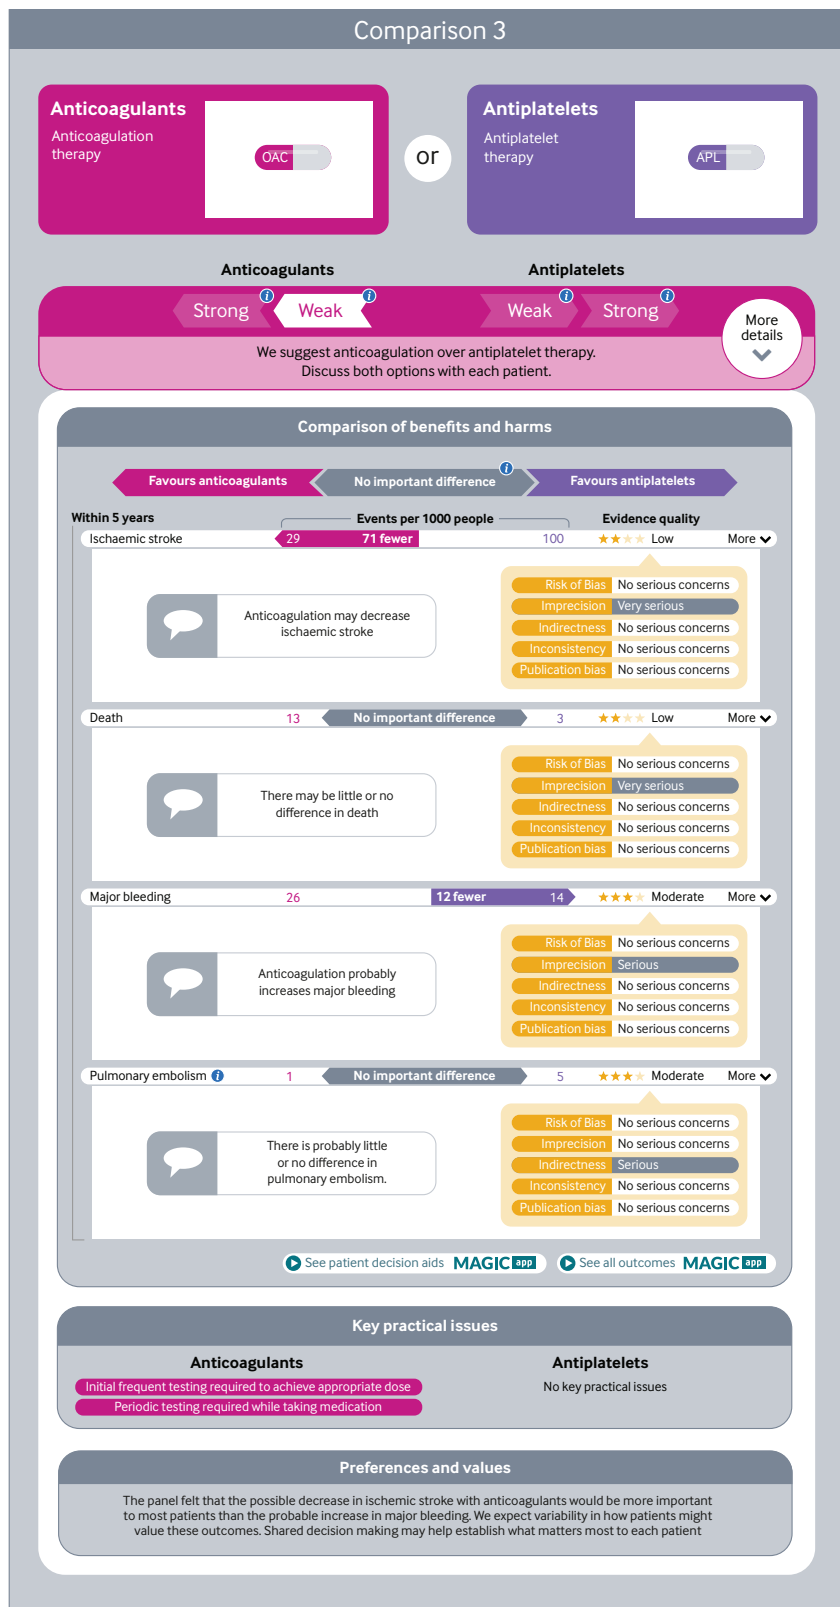 Comparison 3
Anticoagulants
Anticoagulation
therapy
OAC
or
Antiplatelets
Antiplatelet
therapy
APL
Anticoagulants
Antiplatelets
Strong i
Weak i
Weak i
Strong i
More
details
We suggest anticoagulation over antiplatelet therapy.
Discuss both options with each patient.
Comparison of benefits and harms
Favours anticoagulants
No important difference i
Favours antiplatelets
Within 5 years
Events per 1000 people
Evidence quality
Ischaemic stroke 29 71 fewer 100 Low More
Anticoagulation may decrease
ischaemic stroke
Risk of Bias No serious concerns
Imprecision Very serious
Indirectness No serious concerns
Inconsistency No serious concerns
Publication bias No serious concerns
Death 13 No important difference 3 Low More
There may be little or no
difference in death
Risk of Bias No serious concerns
Imprecision Very serious
Indirectness No serious concerns
Inconsistency No serious concerns
Publication bias No serious concerns
Major bleeding 26 12 fewer 14 Moderate More
Anticoagulation probably
increases major bleeding
Risk of Bias No serious concerns
Imprecision Serious
Indirectness No serious concerns
Inconsistency No serious concerns
Publication bias No serious concerns
Pulmonary embolism i 1 No important difference 5 Moderate More
There is probably little
or no difference in
pulmonary embolism.
Risk of Bias No serious concerns
Imprecision No serious concerns
Indirectness Serious
Inconsistency No serious concerns
Publication bias No serious concerns
See patient decision aids MAGIC app
See all outcomes MAGIC app
Key practical issues
Anticoagulants
Initial frequent testing required to achieve appropriate dose
Periodic testing required while taking medication
Antiplatelets
No key practical issues
Preferences and values
The panel felt that the possible decrease in ischemic stroke with anticoagulants would be more important
to most patients than the probable increase in major bleeding. We expect variability in how patients might
value these outcomes. Shared decision making may help establish what matters most to each patient